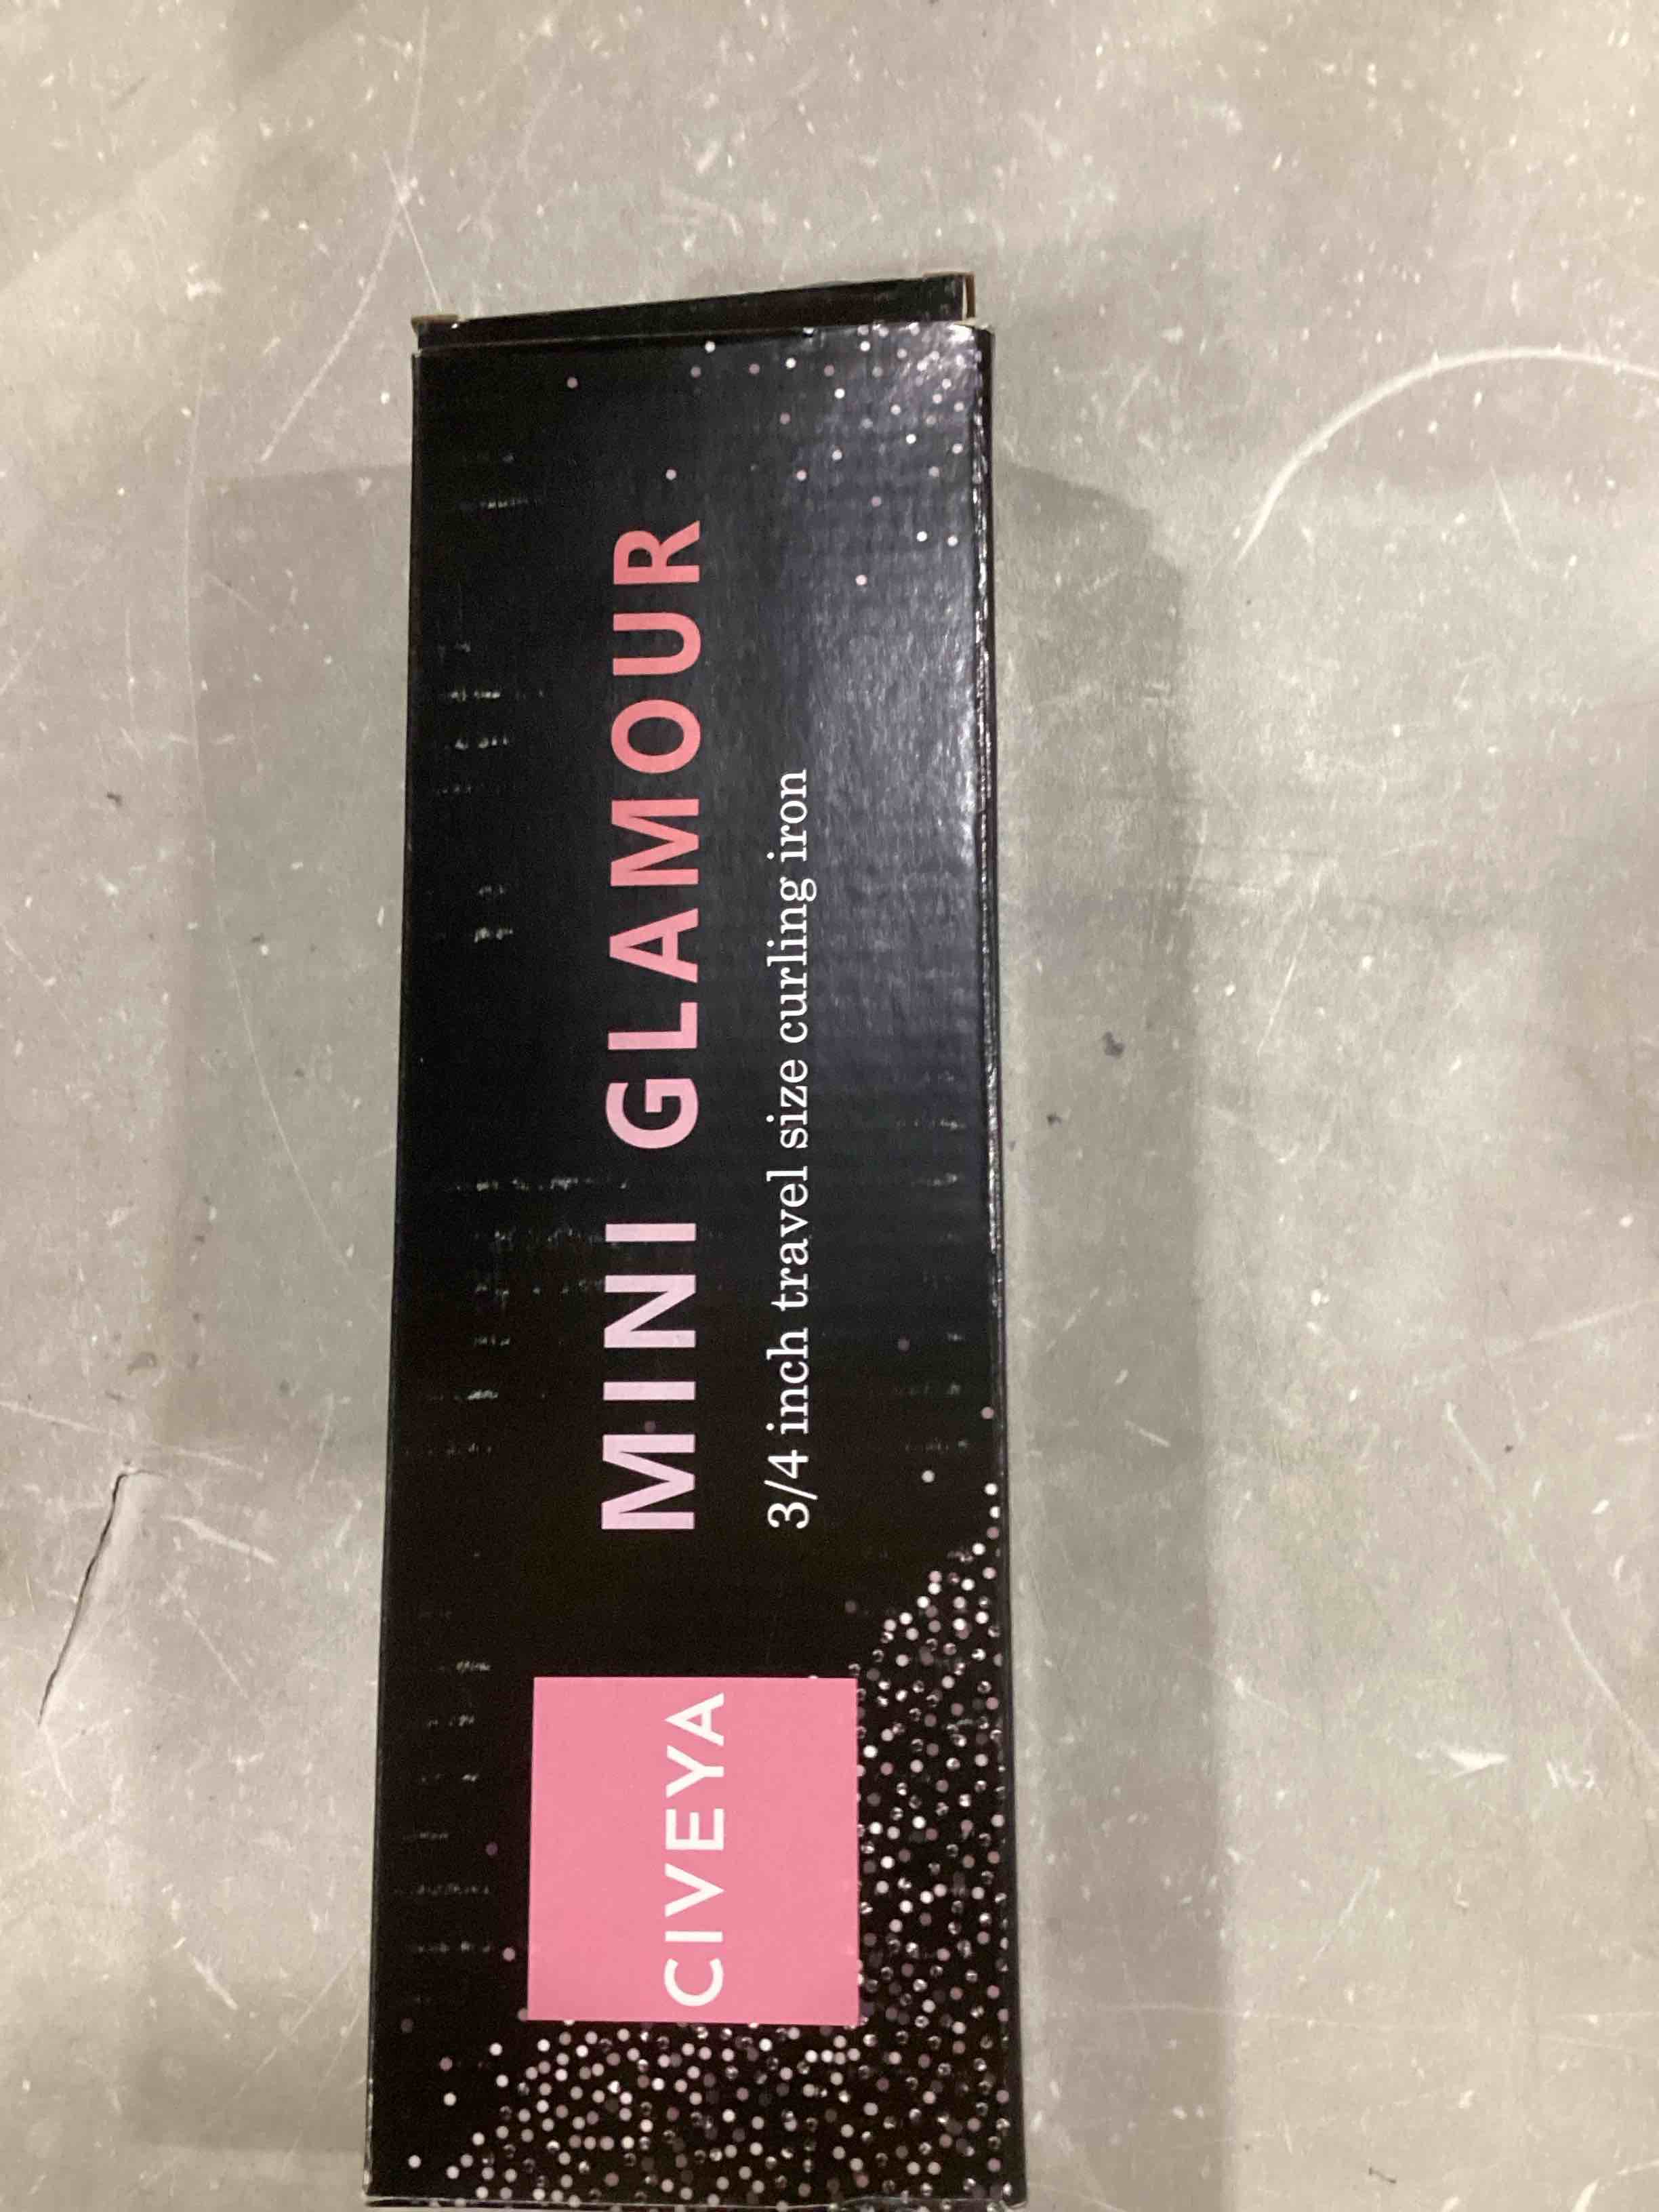 CIVEYA
MINI GLAMOUR
3/4 inch travel size curling iron